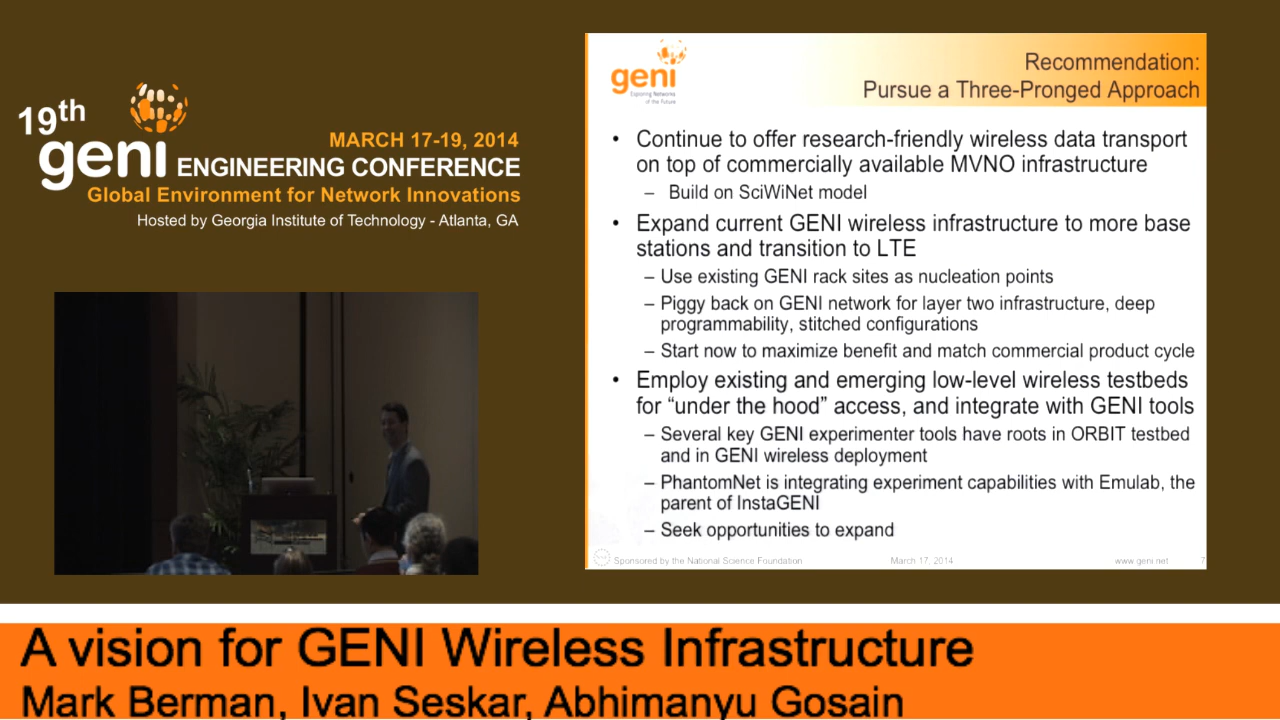 19th
geni ENGINEERING CONFERENCE
MARCH 17-19, 2014
Global Environment for Network Innovations
Hosted by Georgia Institute of Technology - Atlanta, GA
geni
Exploring Networks
of the Future
Recommendation:
Pursue a Three-Pronged Approach
• Continue to offer research-friendly wireless data transport
on top of commercially available MVNO infrastructure
– Build on SciWiNet model
• Expand current GENI wireless infrastructure to more base
stations and transition to LTE
– Use existing GENI rack sites as nucleation points
– Piggy back on GENI network for layer two infrastructure, deep
programmability, stitched configurations
– Start now to maximize benefit and match commercial product cycle
• Employ existing and emerging low-level wireless testbeds
for “under the hood” access, and integrate with GENI tools
– Several key GENI experimenter tools have roots in ORBIT testbed
and in GENI wireless deployment
– PhantomNet is integrating experiment capabilities with Emulab, the
parent of InstaGENI
– Seek opportunities to expand
Sponsored by the National Science Foundation
March 17, 2014
www.geni.net
7
A vision for GENI Wireless Infrastructure
Mark Berman, Ivan Seskar, Abhimanyu Gosain